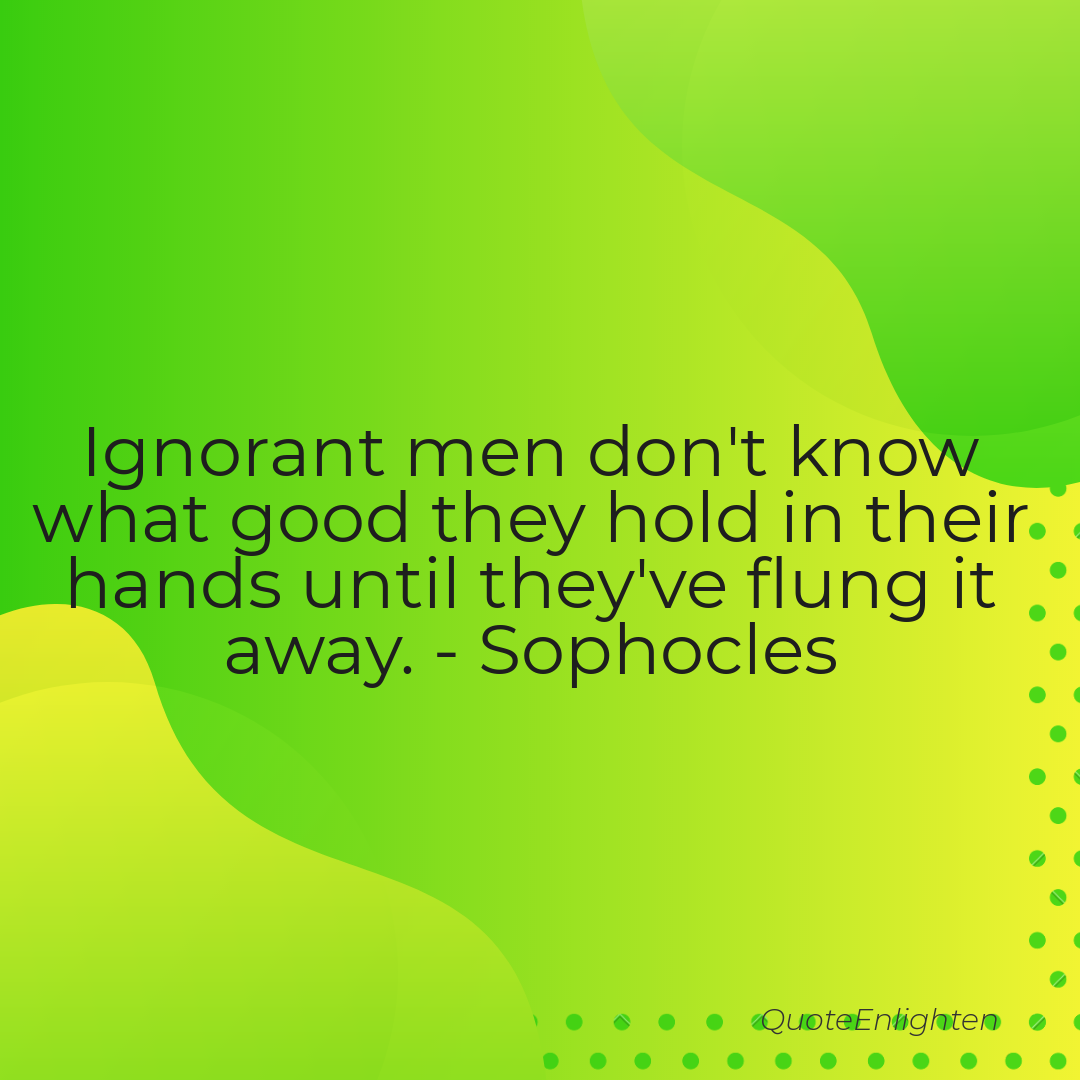 Ignorant men don't know
what good they hold in their
hands until they've flung it
away. - Sophocles
QuoteEnlighten